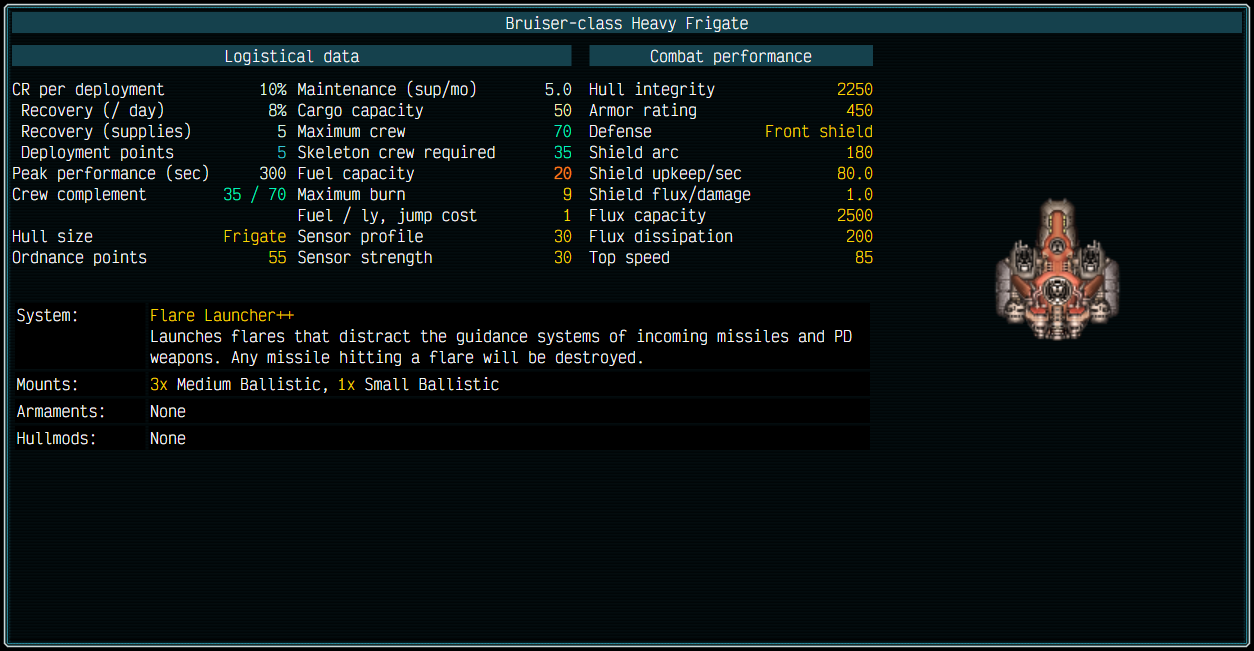 Bruiser-class Heavy Frigate
Logistical data
Combat performance
CR per deployment 10% Maintenance (sup/mo) 5.0 Hull integrity 2250
Recovery (/ day) 8% Cargo capacity 50 Armor rating 450
Recovery (supplies) 5 Maximum crew 70 Defense Front shield
Deployment points 5 Skeleton crew required 35 Shield arc 180
Peak performance (sec) 300 Fuel capacity 20 Shield upkeep/sec 80.0
Crew complement 35 / 70 Maximum burn 9 Shield flux/damage 1.0
Fuel / ly, jump cost 1 Flux capacity 2500
Hull size Frigate Sensor profile 30 Flux dissipation 200
Ordnance points 55 Sensor strength 30 Top speed 85
System: Flare Launcher++
Launches flares that distract the guidance systems of incoming missiles and PD
weapons. Any missile hitting a flare will be destroyed.
Mounts: 3x Medium Ballistic, 1x Small Ballistic
Armaments: None
Hullmods: None